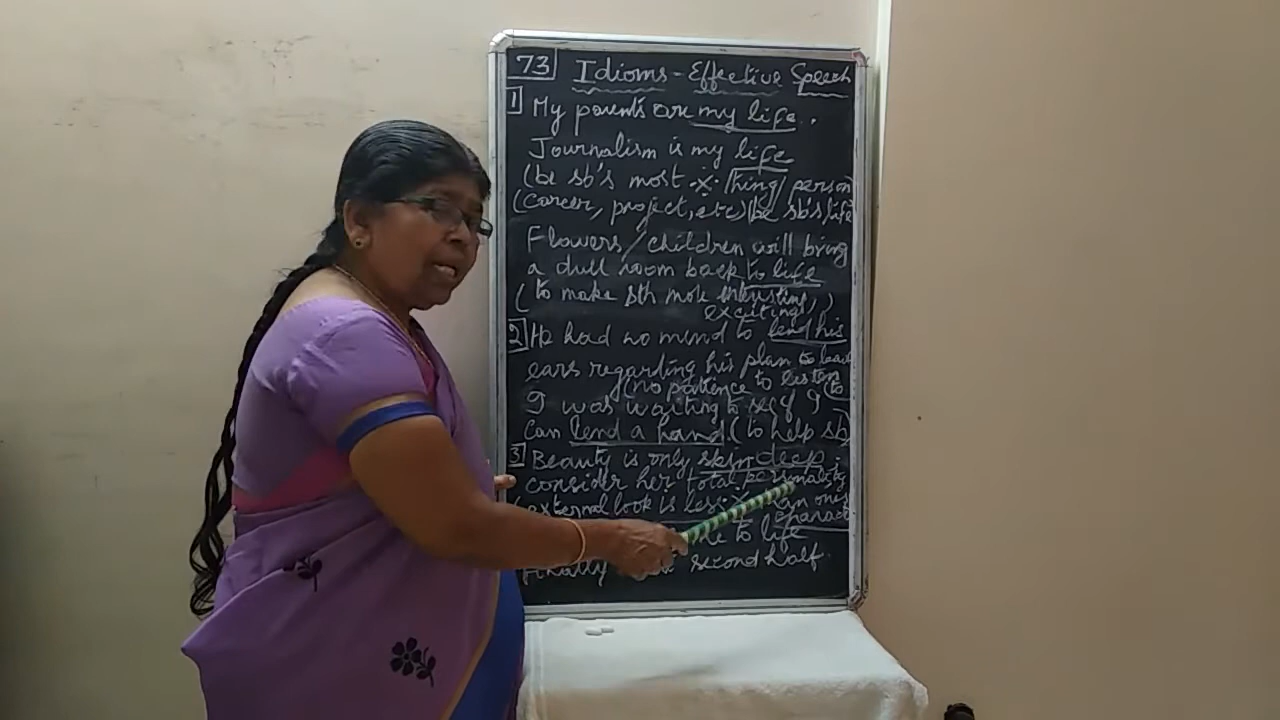 73 Idioms - Effective Speech
1 My parents are my life.
Journalism is my life
(be sb's most .x. thing/person
(career, project, etc) (be sb's life
Flowers/children will bring
a dull room back to life
(to make sth more interesting,)
exciting
2 He had no mind to lend his
ears regarding his plan to
(no patience to listen (to
I was waiting to see if I
can lend a hand (to help sb)
3 Beauty is only skin-deep.
consider her total personality
(external look is less .x. than one's
charact
to life
Finally second half.